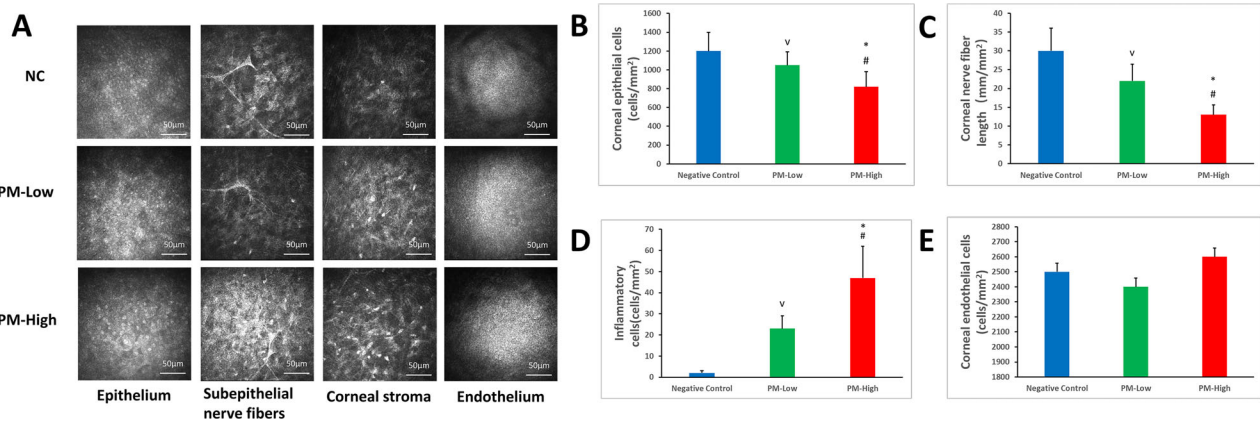 A
NC
50μm 50μm 50μm 50μm
PM-Low
50μm 50μm 50μm 50μm
PM-High
50μm 50μm 50μm 50μm
Epithelium Subepithelial nerve fibers Corneal stroma Endothelium
B
Corneal epithelial cells
(cells/mm²)
1600
1400
1200
1000
800
600
400
200
0
v
*
#
Negative Control PM-Low PM-High
C
Corneal nerve fiber
length (mm/mm²)
40
35
30
25
20
15
10
5
0
v
*
#
Negative Control PM-Low PM-High
D
Inflammatory
cells(cells/mm²)
70
60
50
40
30
20
10
0
v
*
#
Negative Control PM-Low PM-High
E
Corneal endothelial cells
(cells/mm²)
2800
2700
2600
2500
2400
2300
2200
2100
2000
1900
1800
Negative Control PM-Low PM-High